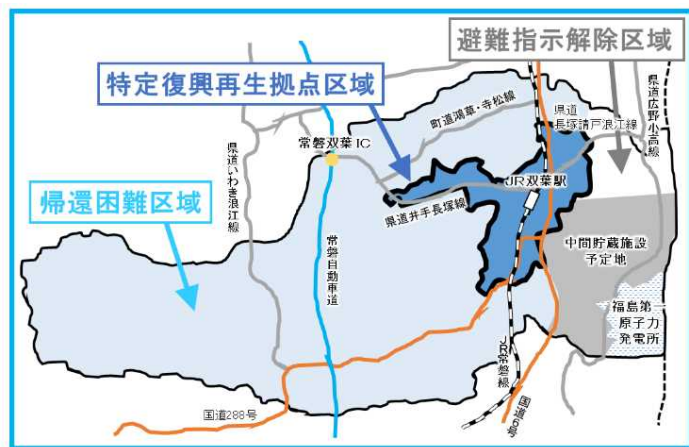 避難指示解除区域
特定復興再生拠点区域
県道
長塚請戸浪江線
県道広野小高線
町道鴻草・寺松線
常磐双葉IC
県道いわき浪江線
JR双葉駅
帰還困難区域
県道井手長塚線
中間貯蔵施設
予定地
常磐自動車道
福島第一
原子力
発電所
JR常磐線
国道288号
国道6号